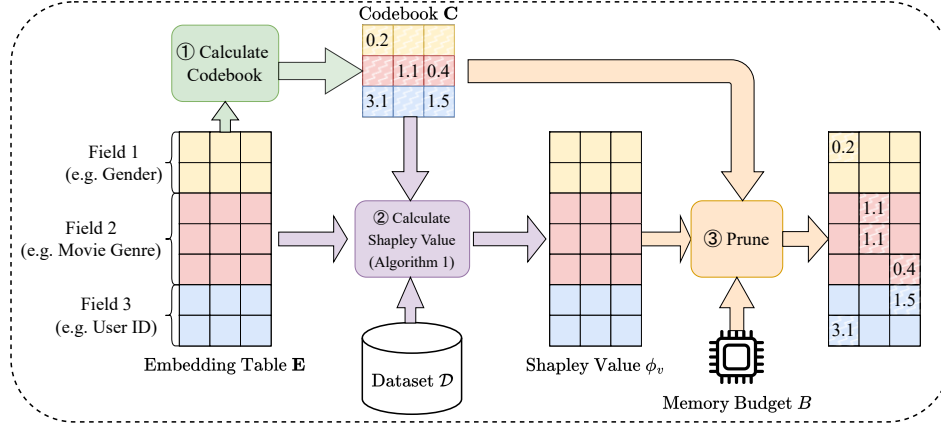 Codebook C
① Calculate
Codebook
0.2
1.1 0.4
3.1 1.5
Field 1
(e.g. Gender)
Field 2
(e.g. Movie Genre)
Field 3
(e.g. User ID)
Embedding Table E
② Calculate
Shapley Value
(Algorithm 1)
Dataset 𝒟
Shapley Value ϕᵥ
③ Prune
Memory Budget B
0.2
1.1
1.1
0.4
1.5
3.1